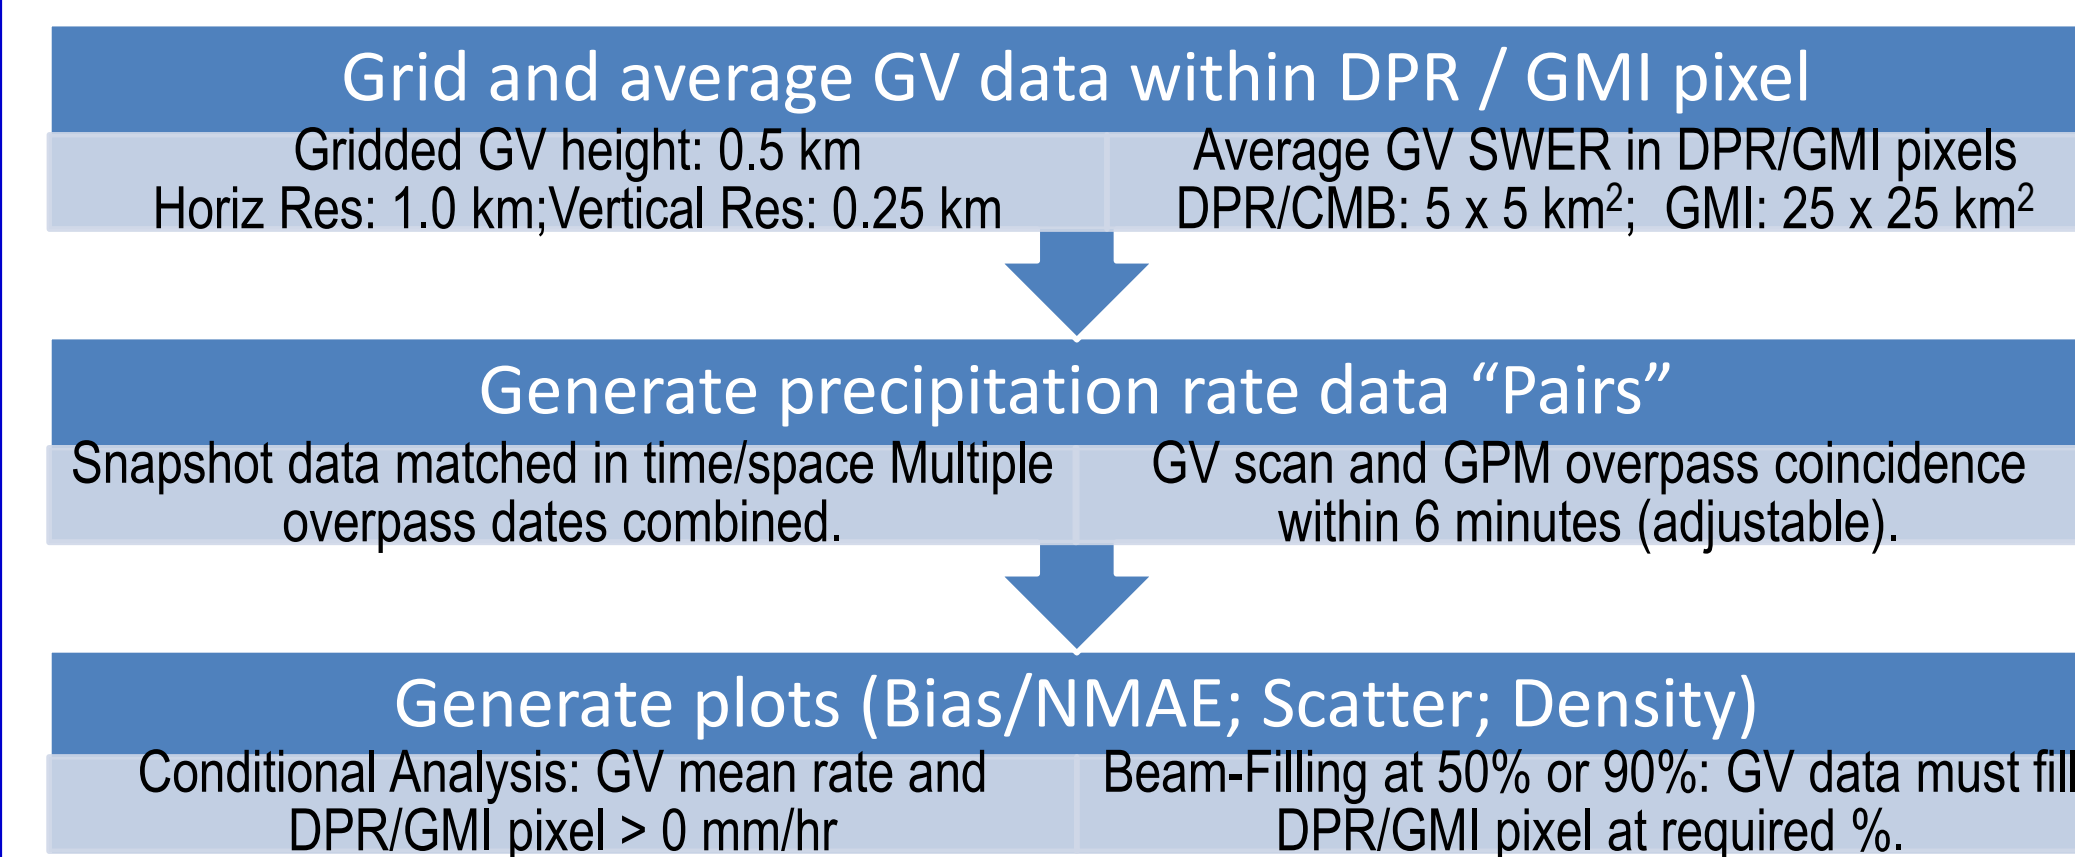 Grid and average GV data within DPR / GMI pixel
Gridded GV height: 0.5 km
Horiz Res: 1.0 km;Vertical Res: 0.25 km
Average GV SWER in DPR/GMI pixels
DPR/CMB: 5 x 5 km²; GMI: 25 x 25 km²
Generate precipitation rate data “Pairs”
Snapshot data matched in time/space Multiple
overpass dates combined.
GV scan and GPM overpass coincidence
within 6 minutes (adjustable).
Generate plots (Bias/NMAE; Scatter; Density)
Conditional Analysis: GV mean rate and
DPR/GMI pixel > 0 mm/hr
Beam-Filling at 50% or 90%: GV data must fill
DPR/GMI pixel at required %.